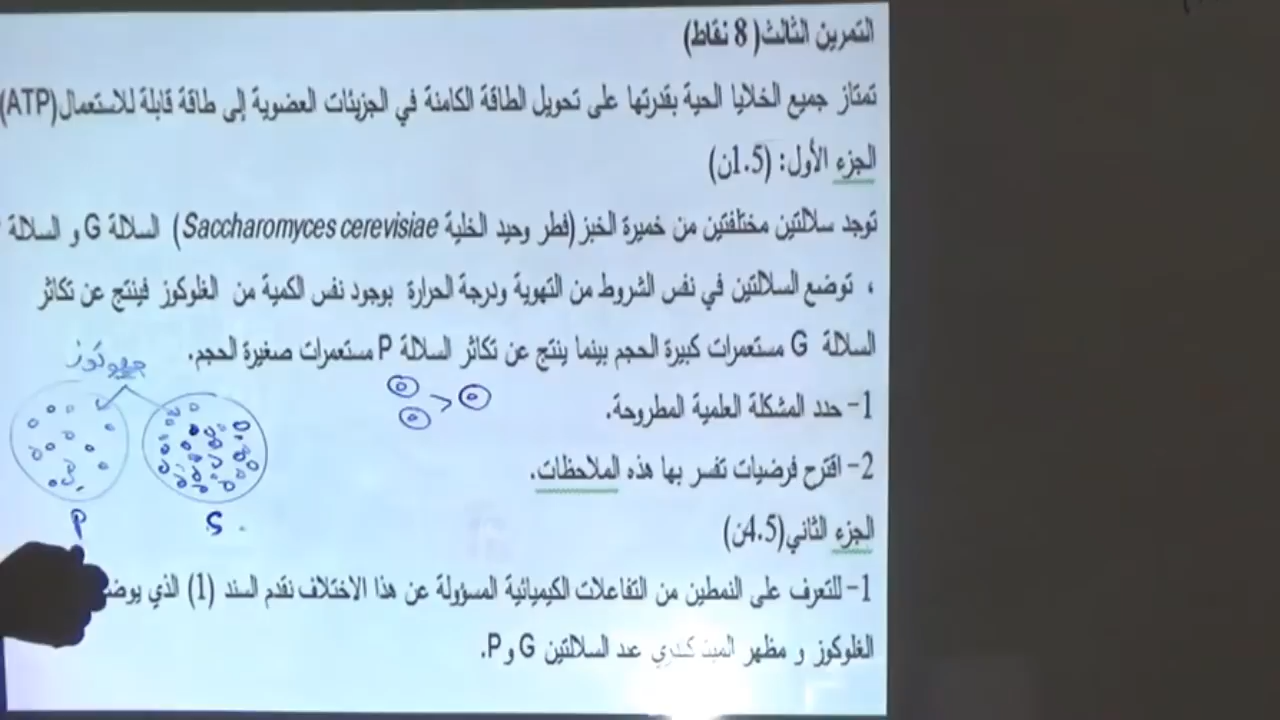 التمرين الثالث( 8 نقاط)
تمتاز جميع الخلايا الحية بقدرتها على تحويل الطاقة الكامنة في الجزيئات العضوية إلى طاقة قابلة للاستعمال(ATP)
الجزء الأول: (1.5ن)
توجد سلالتين مختلفتين من خميرة الخبز (فطر وحيد الخلية Saccharomyces cerevisiae) السلالة G و السلالة
، توضع السلالتين في نفس الشروط من التهوية ودرجة الحرارة بوجود نفس الكمية من الغلوكوز فينتج عن تكاثر
السلالة G مستعمرات كبيرة الحجم بينما ينتج عن تكاثر السلالة P مستعمرات صغيرة الحجم.
1- حدد المشكلة العلمية المطروحة.
2- اقترح فرضيات تفسر بها هذه الملاحظات.
الجزء الثاني(4.5ن)
1- للتعرف على النمطين من التفاعلات الكيميائية المسؤولة عن هذا الاختلاف نقدم السند (1) الذي
الغلوكوز و مظهر الميتوكندري عند السلالتين G و P.